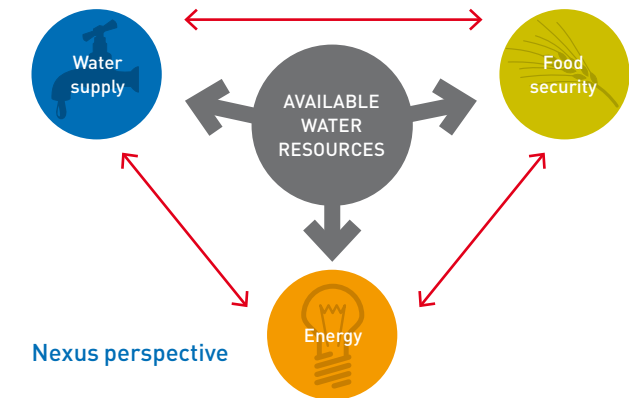 Water
supply
AVAILABLE
WATER
RESOURCES
Food
security
Energy
Nexus perspective